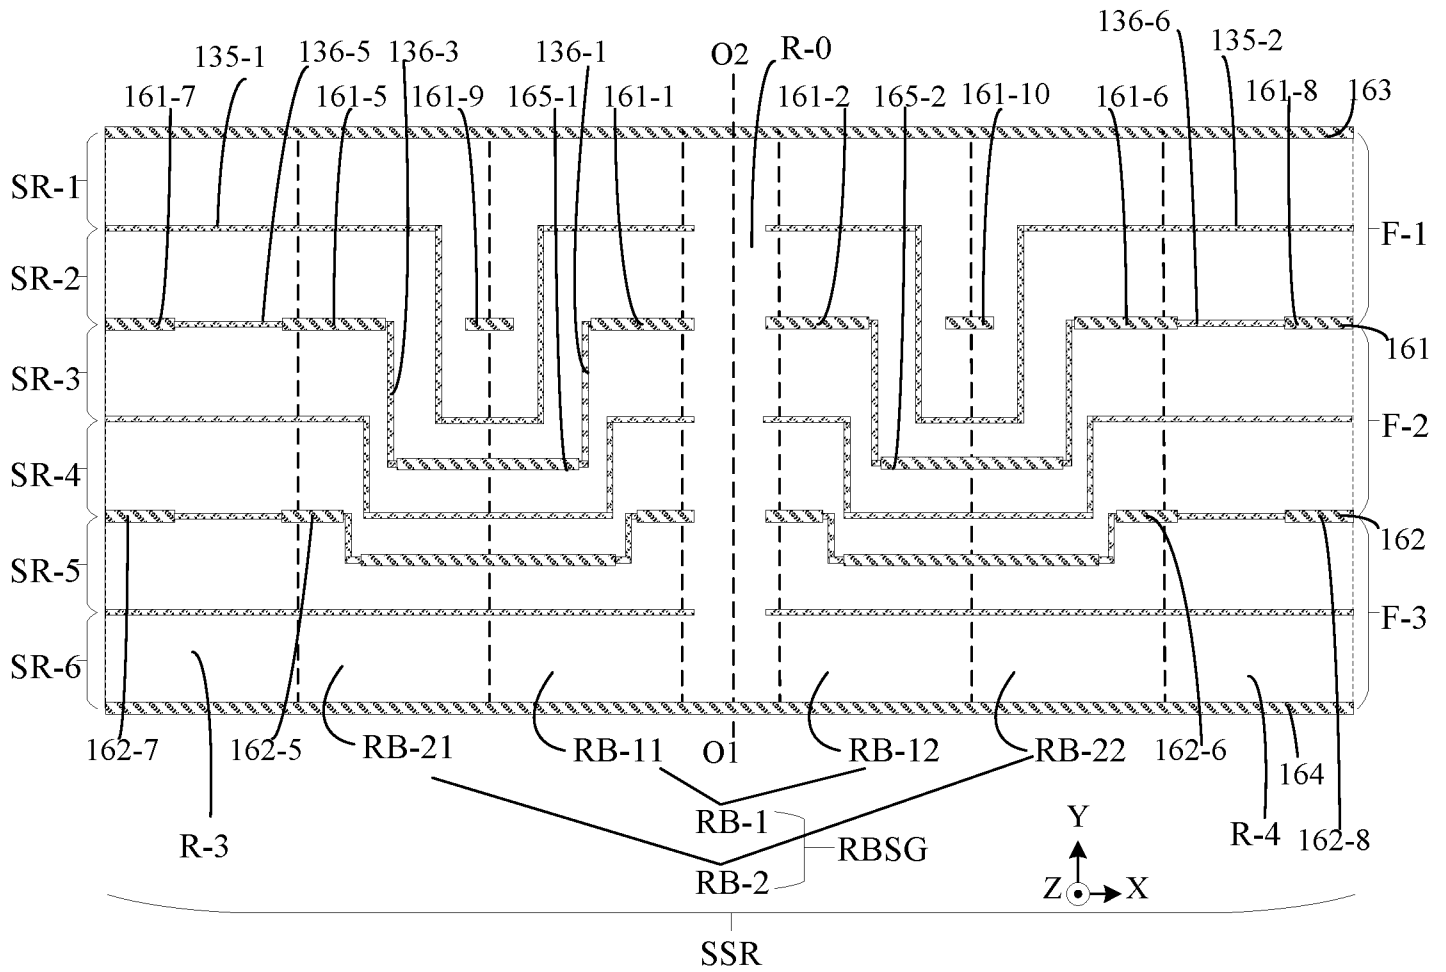 136-6
135-1 136-5 136-3 136-1 O2 R-0 135-2
161-7 161-5 161-9 165-1 161-1 161-2 165-2 161-10 161-6 161-8 163
SR-1
F-1
SR-2
161
SR-3
F-2
SR-4
162
SR-5
F-3
SR-6
162-7 162-5 RB-21 RB-11 O1 RB-12 RB-22 162-6 164
RB-1 Y
R-3 RBSG R-4 162-8
RB-2 Z X
SSR